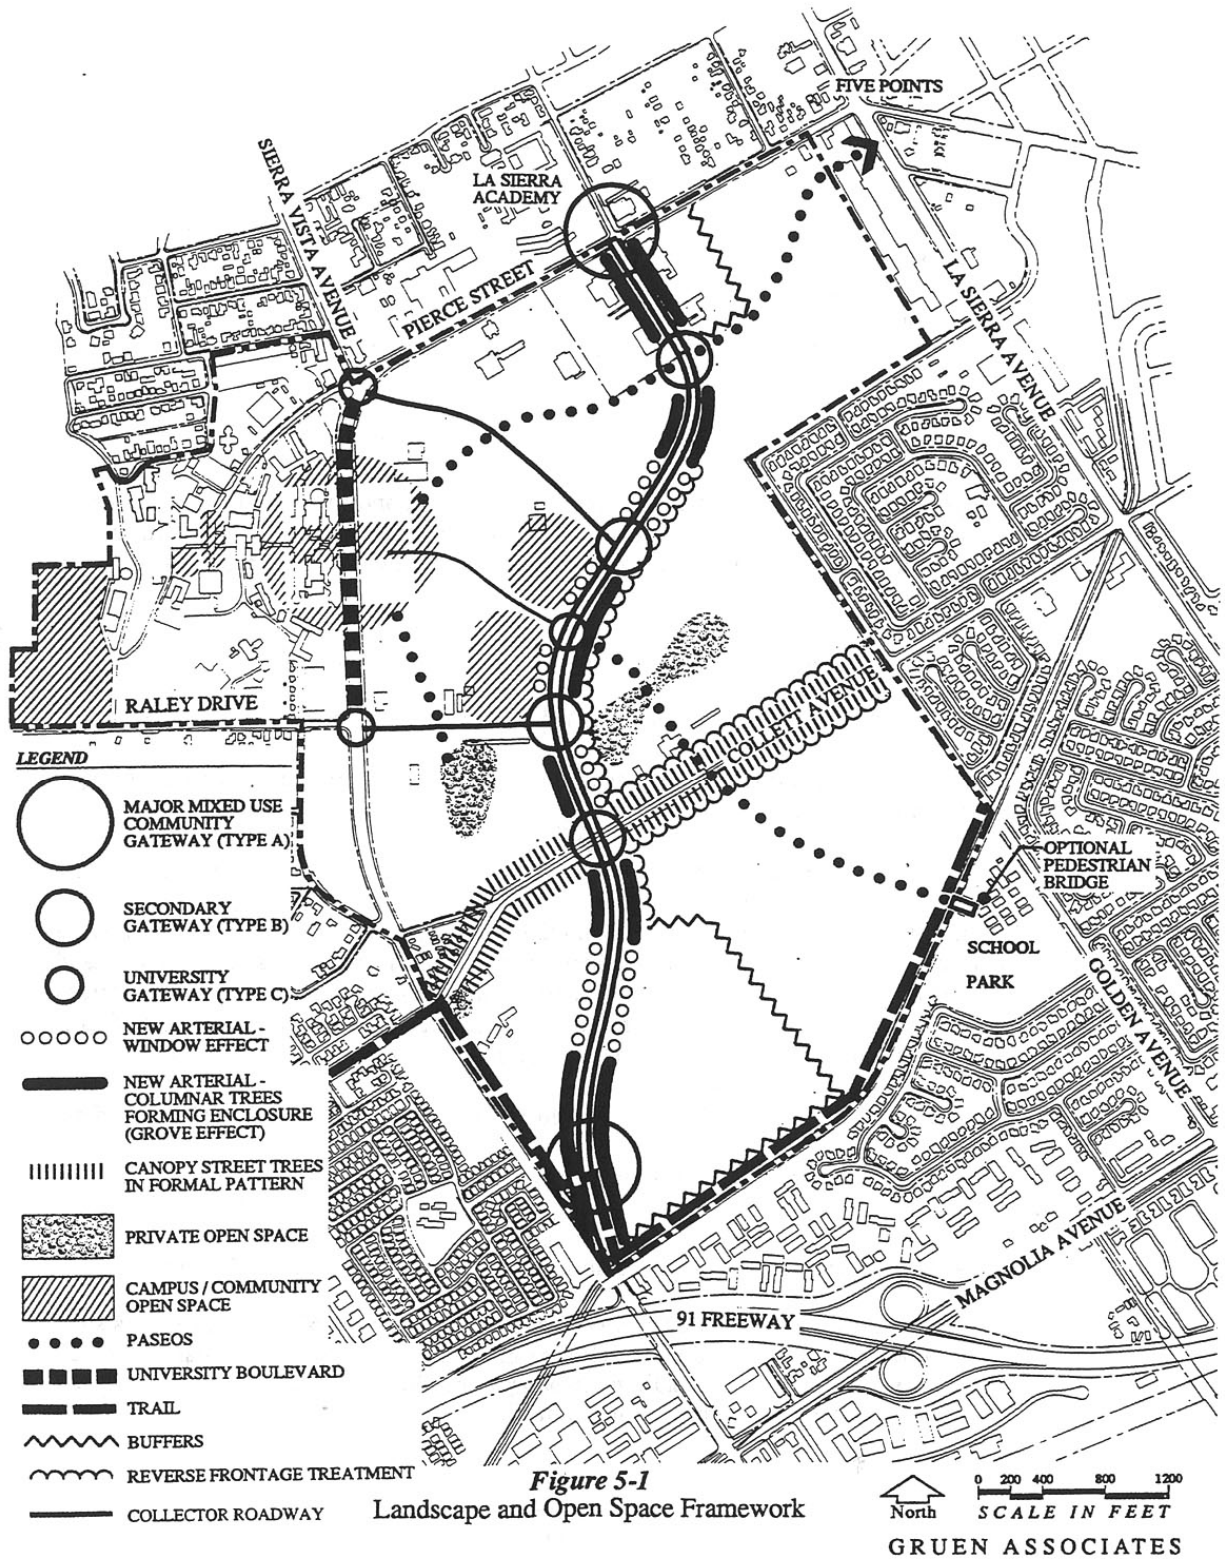 FIVE POINTS
SIERRA VISTA AVENUE
LA SIERRA
ACADEMY
PIERCE STREET
LA SIERRA AVENUE
RALEY DRIVE
COLLETT AVENUE
OPTIONAL
PEDESTRIAN
BRIDGE
SCHOOL
PARK
GOLDEN AVENUE
MAGNOLIA AVENUE
91 FREEWAY
LEGEND
MAJOR MIXED USE
COMMUNITY
GATEWAY (TYPE A)
SECONDARY
GATEWAY (TYPE B)
UNIVERSITY
GATEWAY (TYPE C)
NEW ARTERIAL -
WINDOW EFFECT
NEW ARTERIAL -
COLUMNAR TREES
FORMING ENCLOSURE
(GROVE EFFECT)
CANOPY STREET TREES
IN FORMAL PATTERN
PRIVATE OPEN SPACE
CAMPUS / COMMUNITY
OPEN SPACE
PASEOS
UNIVERSITY BOULEVARD
TRAIL
BUFFERS
REVERSE FRONTAGE TREATMENT
COLLECTOR ROADWAY
Figure 5-1
Landscape and Open Space Framework
North
0 200 400 800 1200
SCALE IN FEET
GRUEN ASSOCIATES